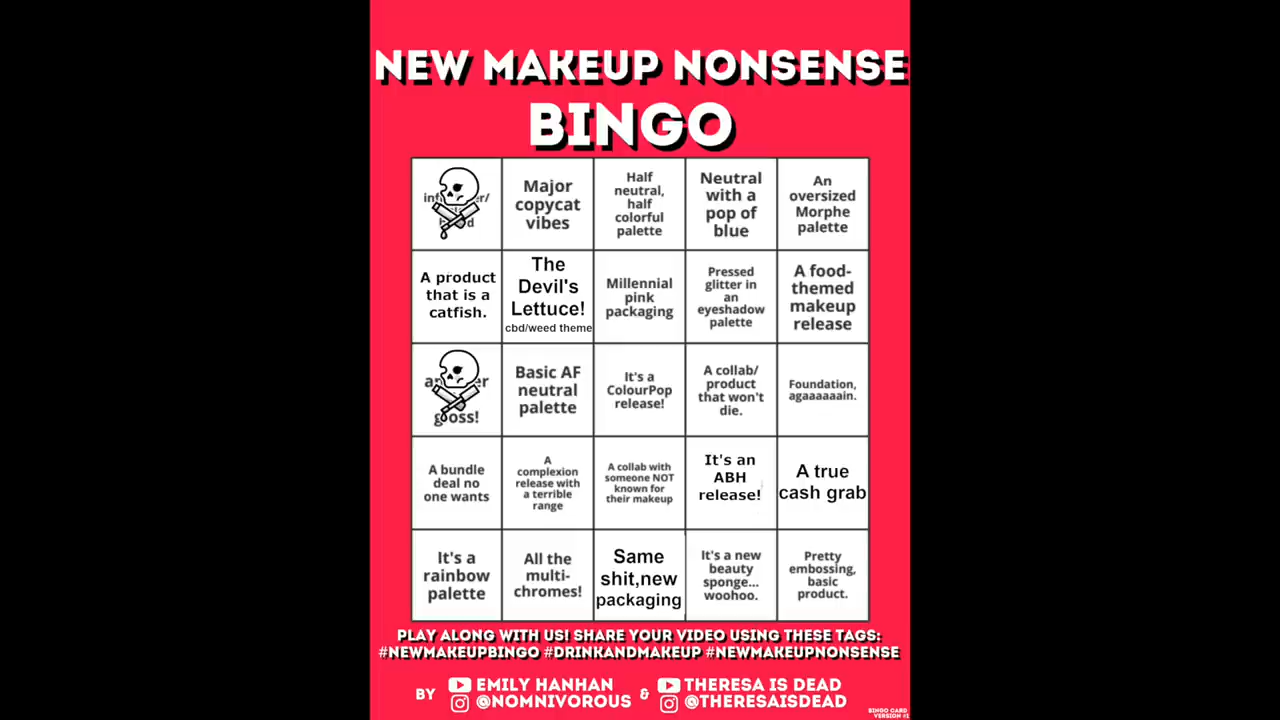 NEW MAKEUP NONSENSE
BINGO
Major
copycat
vibes
Half
neutral,
half
colorful
palette
Neutral
with a
pop of
blue
An
oversized
Morphe
palette
A product
that is a
catfish.
The
Devil's
Lettuce!
cbd/weed theme
Millennial
pink
packaging
Pressed
glitter in
an
eyeshadow
palette
A food-
themed
makeup
release
gloss!
Basic AF
neutral
palette
It's a
ColourPop
release!
A collab/
product
that won't
die.
Foundation,
agaaaaaain.
A bundle
deal no
one wants
A
complexion
release with
a terrible
range
A collab with
someone NOT
known for
their makeup
It's an
ABH
release!
A true
cash grab
It's a
rainbow
palette
All the
multi-
chromes!
Same
shit,new
packaging
It's a new
beauty
sponge...
woohoo.
Pretty
embossing,
basic
product.
PLAY ALONG WITH US! SHARE YOUR VIDEO USING THESE TAGS:
#NEWMAKEUPBINGO #DRINKANDMAKEUP #NEWMAKEUPNONSENSE
BY EMILY HANHAN & THERESA IS DEAD
@NOMNIVOROUS @THERESAISDEAD
BINGO CARD
VERSION #1